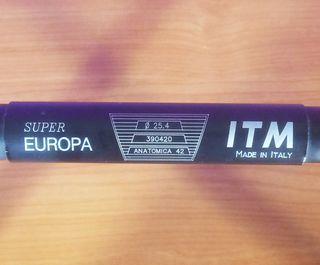 SUPER
EUROPA
Ø 25,4
390420
ANATOMICA 42
ITM
MADE IN ITALY